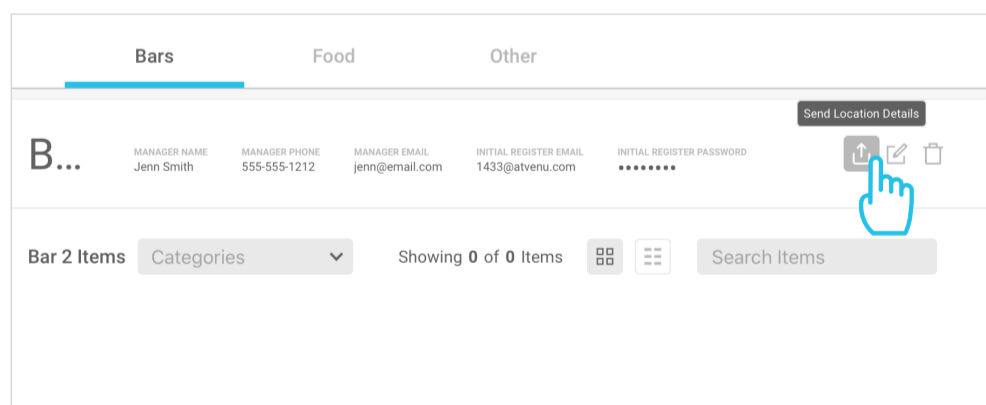 Bars Food Other
Send Location Details
B...
MANAGER NAME MANAGER PHONE MANAGER EMAIL INITIAL REGISTER EMAIL INITIAL REGISTER PASSWORD
Jenn Smith 555-555-1212 jenn@email.com 1433@atvenu.com ••••••••
Bar 2 Items Categories Showing 0 of 0 Items Search Items